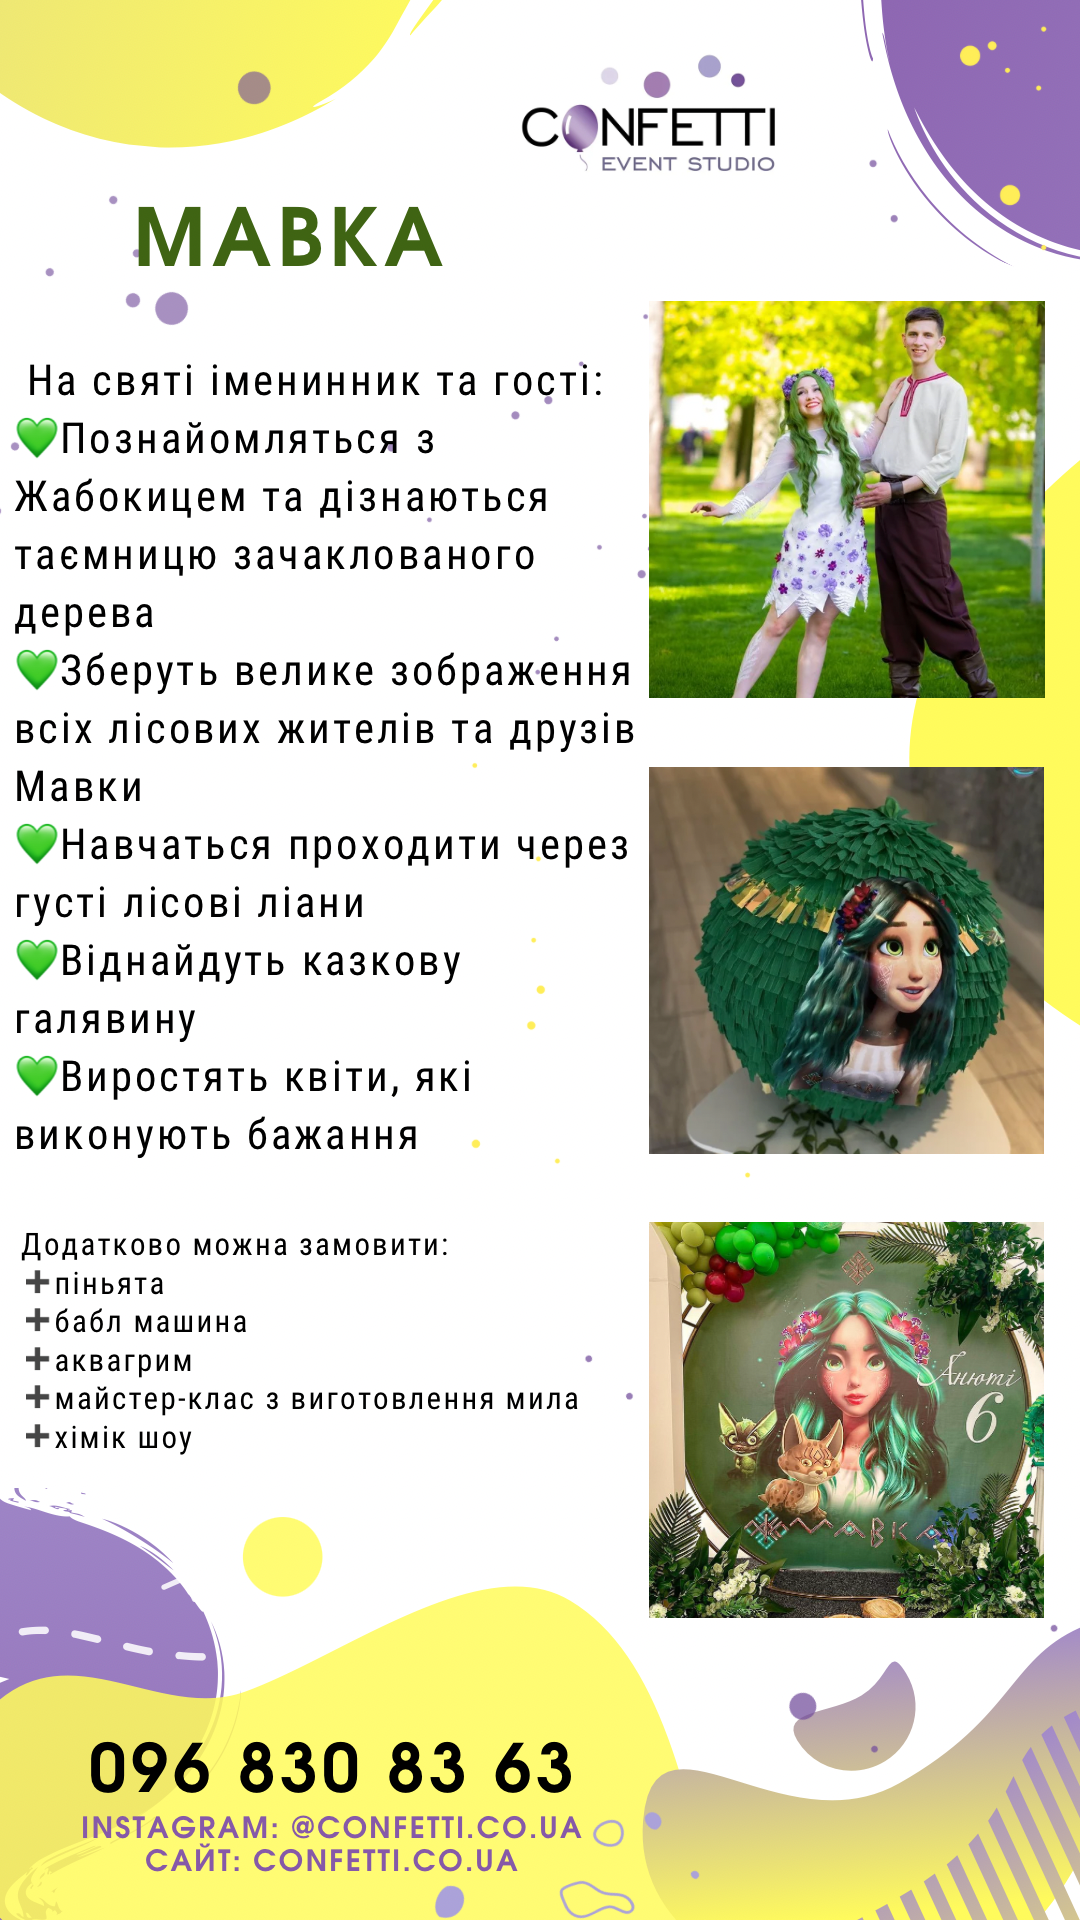 CONFETTI
EVENT STUDIO
МАВКА
На святі іменинник та гості:
💚Познайомляться з
Жабокицем та дізнаються
таємницю зачаклованого
дерева
💚Зберуть велике зображення
всіх лісових жителів та друзів
Мавки
💚Навчаться проходити через
густі лісові ліани
💚Віднайдуть казкову
галявину
💚Виростять квіти, які
виконують бажання
Додатково можна замовити:
➕піньята
➕бабл машина
➕аквагрим
➕майстер-клас з виготовлення мила
➕хімік шоу
Анюті
6
МАВКА
096 830 83 63
INSTAGRAM: @CONFETTI.CO.UA
САЙТ: CONFETTI.CO.UA